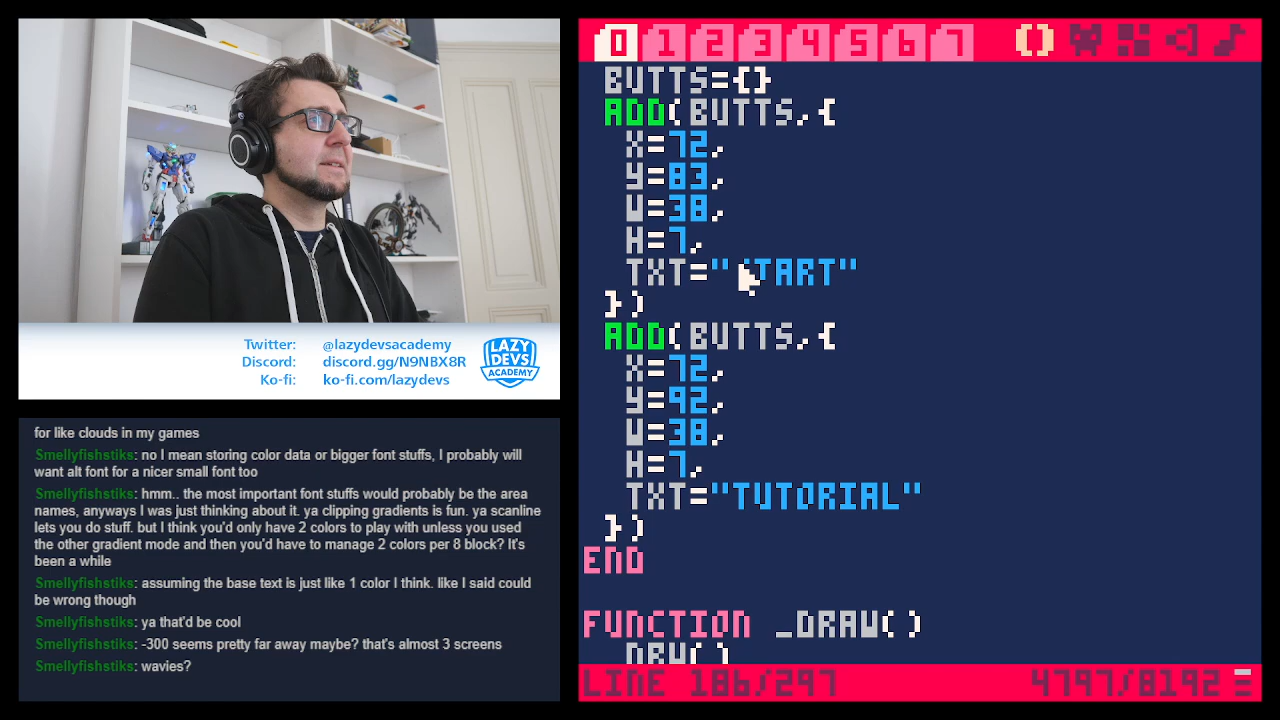 Twitter: @lazydevsacademy
Discord: discord.gg/N9NBX8R
Ko-fi: ko-fi.com/lazydevs
LAZY
DEVS
ACADEMY
for like clouds in my games
Smellyfishstiks: no I mean storing color data or bigger font stuffs, I probably will
want alt font for a nicer small font too
Smellyfishstiks: hmm.. the most important font stuffs would probably be the area
names, anyways I was just thinking about it. ya clipping gradients is fun. ya scanline
lets you do stuff. but I think you'd only have 2 colors to play with unless you used
the other gradient mode and then you'd have to manage 2 colors per 8 block? It's
been a while
Smellyfishstiks: assuming the base text is just like 1 color I think. like I said could
be wrong though
Smellyfishstiks: ya that'd be cool
Smellyfishstiks: -300 seems pretty far away maybe? that's almost 3 screens
Smellyfishstiks: wavies?
0 1 2 3 4 5 6 7 ()
BUTTS={}
ADD(BUTTS,{
X=72,
Y=83,
W=38,
H=7,
TXT="START"
})
ADD(BUTTS,{
X=72,
Y=92,
W=38,
H=7,
TXT="TUTORIAL"
})
END
FUNCTION _DRAW()
DRW()
LINE 186/297 4797/8192